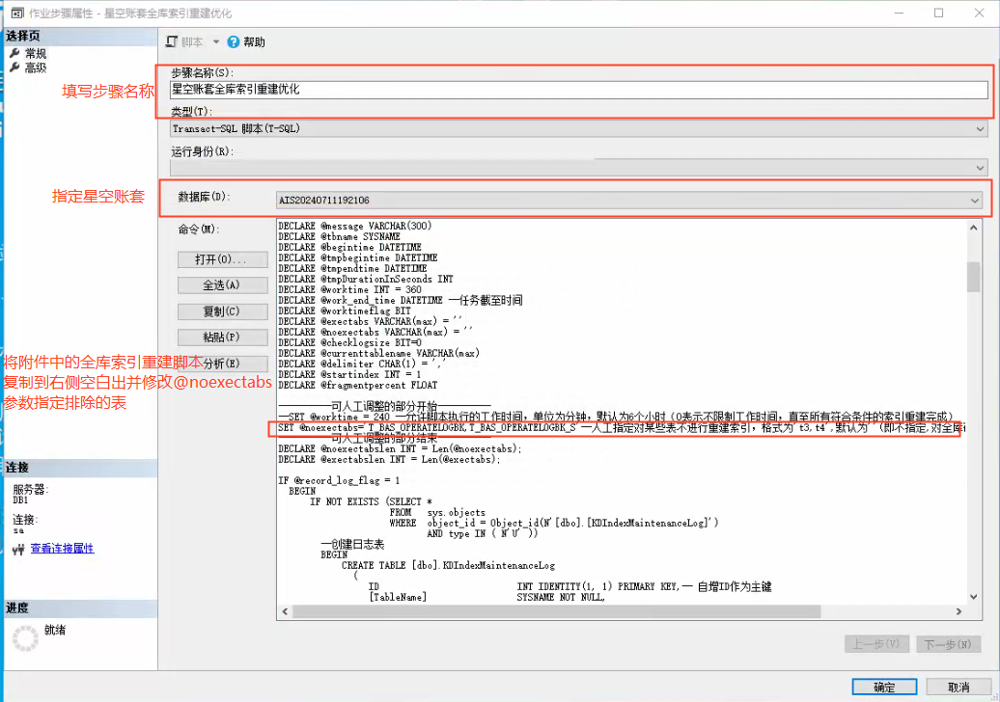 作业步骤属性 - 星空账套全库索引重建优化
选择页
常规
高级
脚本
帮助
填写步骤名称
步骤名称(S):
星空账套全库索引重建优化
类型(T):
Transact-SQL 脚本(T-SQL)
运行身份(R):
指定星空账套
数据库(D):
AIS20240711192106
命令(M):
打开(O)...
全选(A)
复制(C)
粘贴(P)
分析(E)
将附件中的全库索引重建脚本
复制到右侧空白出并修改@noexectabs
参数指定排除的表
DECLARE @message VARCHAR(300)
DECLARE @tbname SYSNAME
DECLARE @begintime DATETIME
DECLARE @tmpbegintime DATETIME
DECLARE @tmpendtime DATETIME
DECLARE @tmpDurationInSeconds INT
DECLARE @worktime INT = 360
DECLARE @work_end_time DATETIME --任务截至时间
DECLARE @worktimeflag BIT
DECLARE @exectabs VARCHAR(max) = ''
DECLARE @noexectabs VARCHAR(max) = ''
DECLARE @checklogsize BIT=0
DECLARE @currenttablename VARCHAR(max)
DECLARE @delimiter CHAR(1) = ','
DECLARE @startindex INT = 1
DECLARE @fragmentpercent FLOAT
----------可人工调整的部分开始----------
--SET @worktime = 240 --允许脚本执行的工作时间，单位为分钟，默认为6个小时（0表示不限制工作时间，直至所有符合条件的索引重建完成）
SET @noexectabs='T_BAS_OPERATELOGBK,T_BAS_OPERATELOGBK_S' --人工指定对某些表不进行重建索引，格式为't3,t4',默认为''(即不指定,对全库
----------可人工调整的部分结束
DECLARE @noexectabslen INT = Len(@noexectabs);
DECLARE @exectabslen INT = Len(@exectabs);
IF @record_log_flag = 1
BEGIN
IF NOT EXISTS (SELECT *
FROM sys.objects
WHERE object_id = Object_id(N'[dbo].[KDIndexMaintenanceLog]')
AND type IN ( N'U' ))
--创建日志表
BEGIN
CREATE TABLE [dbo].KDIndexMaintenanceLog
(
ID INT IDENTITY(1, 1) PRIMARY KEY,-- 自增ID作为主键
[TableName] SYSNAME NOT NULL,
连接
服务器:
DB1
连接:
sa
查看连接属性
进度
就绪
上一步(V)
下一步(N)
确定
取消